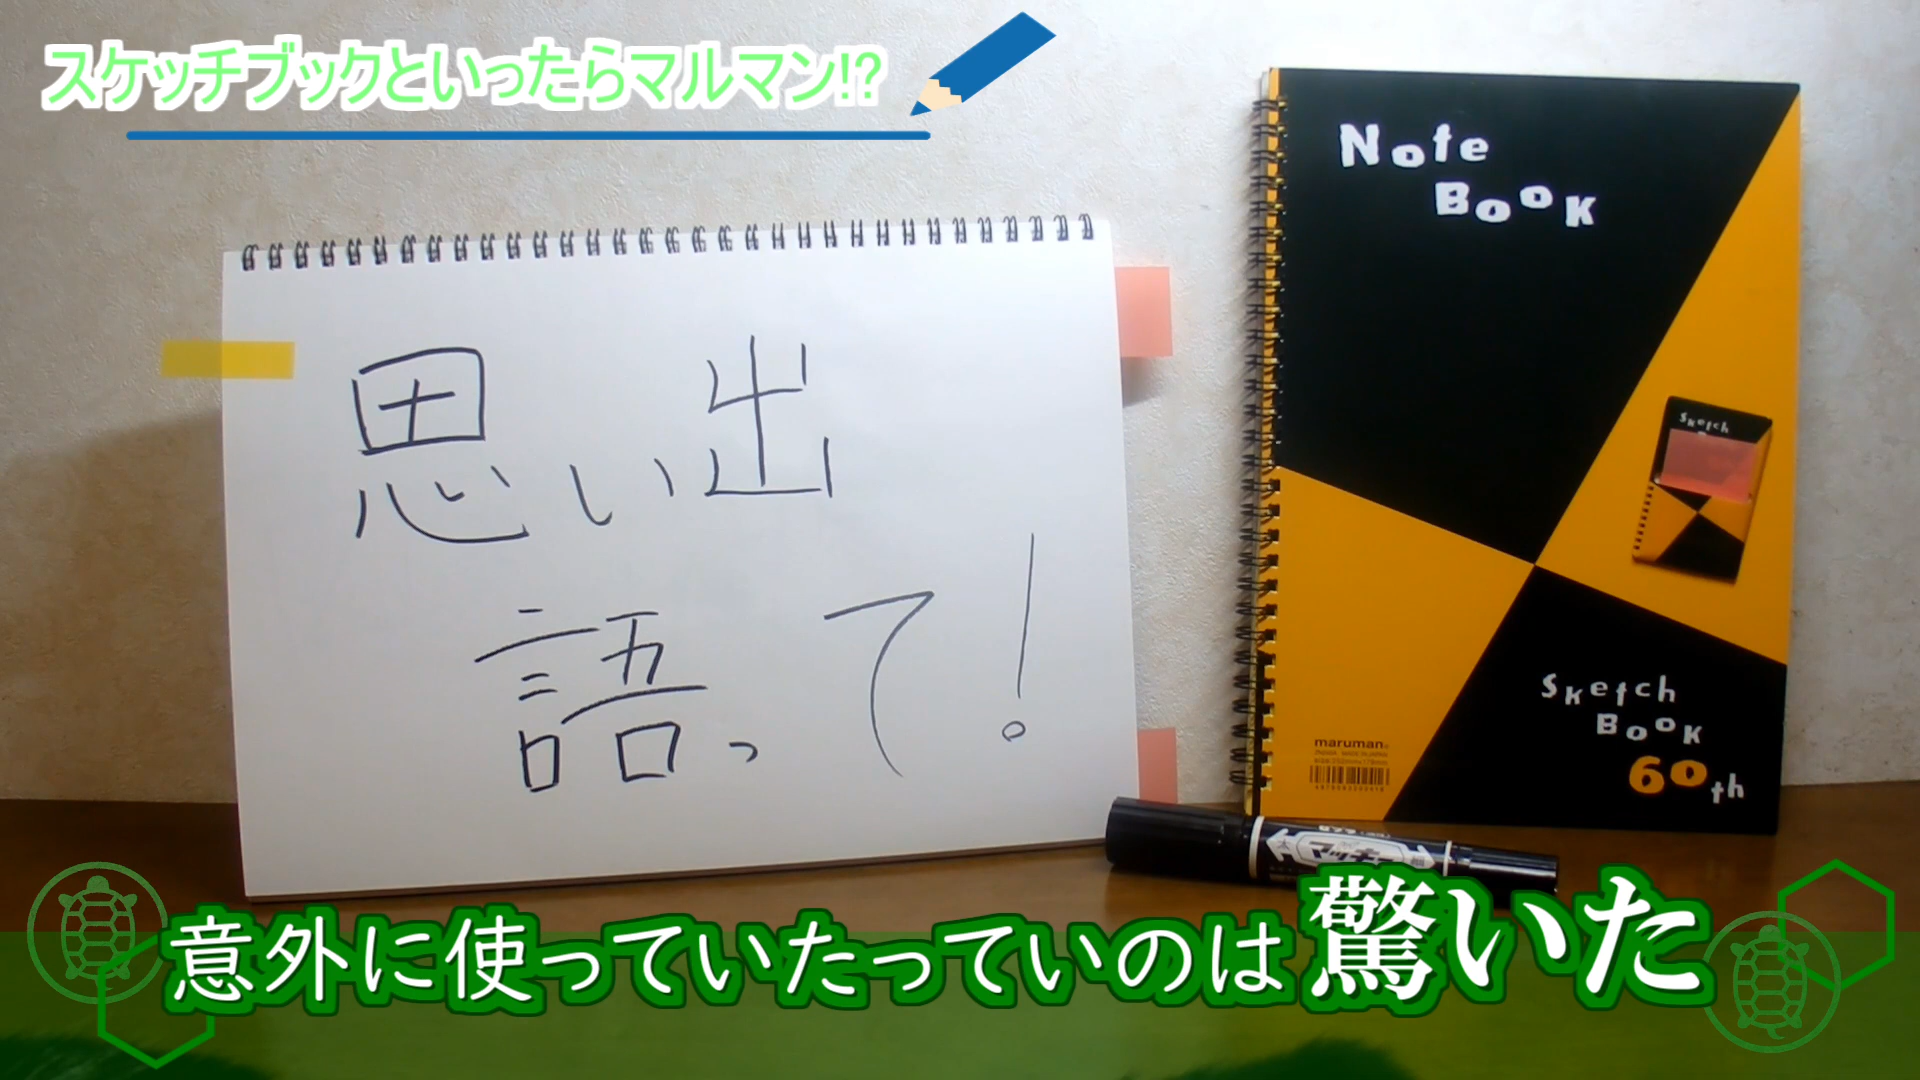 スケッチブックといったらマルマン!?
思い出
語って!
Note
Book
Sketch
Sketch
Book
60th
maruman
マッキー
意外に使っていたっていのは驚いた